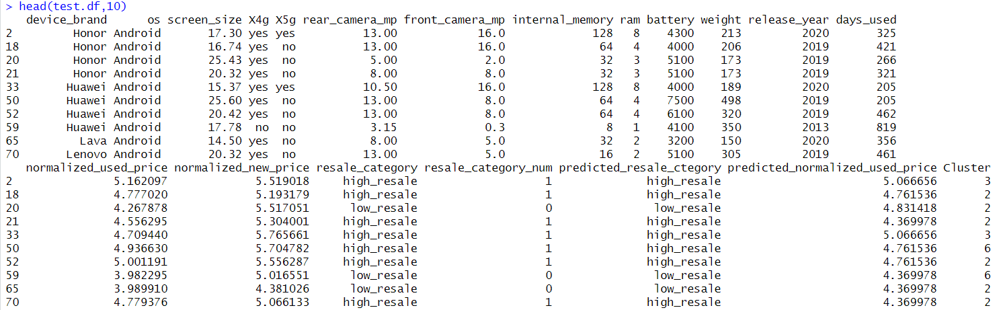 > head(test.df,10)
device_brand os screen_size X4g X5g rear_camera_mp front_camera_mp internal_memory ram battery weight release_year days_used
2 Honor Android 17.30 yes yes 13.00 16.0 128 8 4300 213 2020 325
18 Honor Android 16.74 yes no 13.00 16.0 64 4 4000 206 2019 421
20 Honor Android 25.43 yes no 5.00 2.0 32 3 5100 173 2019 266
21 Honor Android 20.32 yes no 8.00 8.0 32 3 5100 173 2019 321
33 Huawei Android 15.37 yes yes 10.50 16.0 128 8 4000 189 2020 205
50 Huawei Android 25.60 yes no 13.00 8.0 64 4 7500 498 2019 205
52 Huawei Android 20.42 yes no 13.00 8.0 64 4 6100 320 2019 462
59 Huawei Android 17.78 no no 3.15 0.3 8 1 4100 350 2013 819
65 Lava Android 14.50 yes no 8.00 5.0 32 2 3200 150 2020 356
70 Lenovo Android 20.32 yes no 13.00 5.0 16 2 5100 305 2019 461
normalized_used_price normalized_new_price resale_category resale_category_num predicted_resale_ctegory predicted_normalized_used_price Cluster
2 5.162097 5.519018 high_resale 1 high_resale 5.066656 3
18 4.777020 5.193179 high_resale 1 high_resale 4.761536 2
20 4.267878 5.517051 low_resale 0 low_resale 4.831418 2
21 4.556295 5.304001 high_resale 1 high_resale 4.369978 2
33 4.709440 5.765661 high_resale 1 high_resale 5.066656 3
50 4.936630 5.704782 high_resale 1 high_resale 4.761536 6
52 5.001191 5.556287 high_resale 1 high_resale 4.761536 2
59 3.982295 5.016551 low_resale 0 low_resale 4.369978 6
65 3.989910 4.381026 low_resale 0 low_resale 4.369978 2
70 4.779376 5.066133 high_resale 1 high_resale 4.369978 2